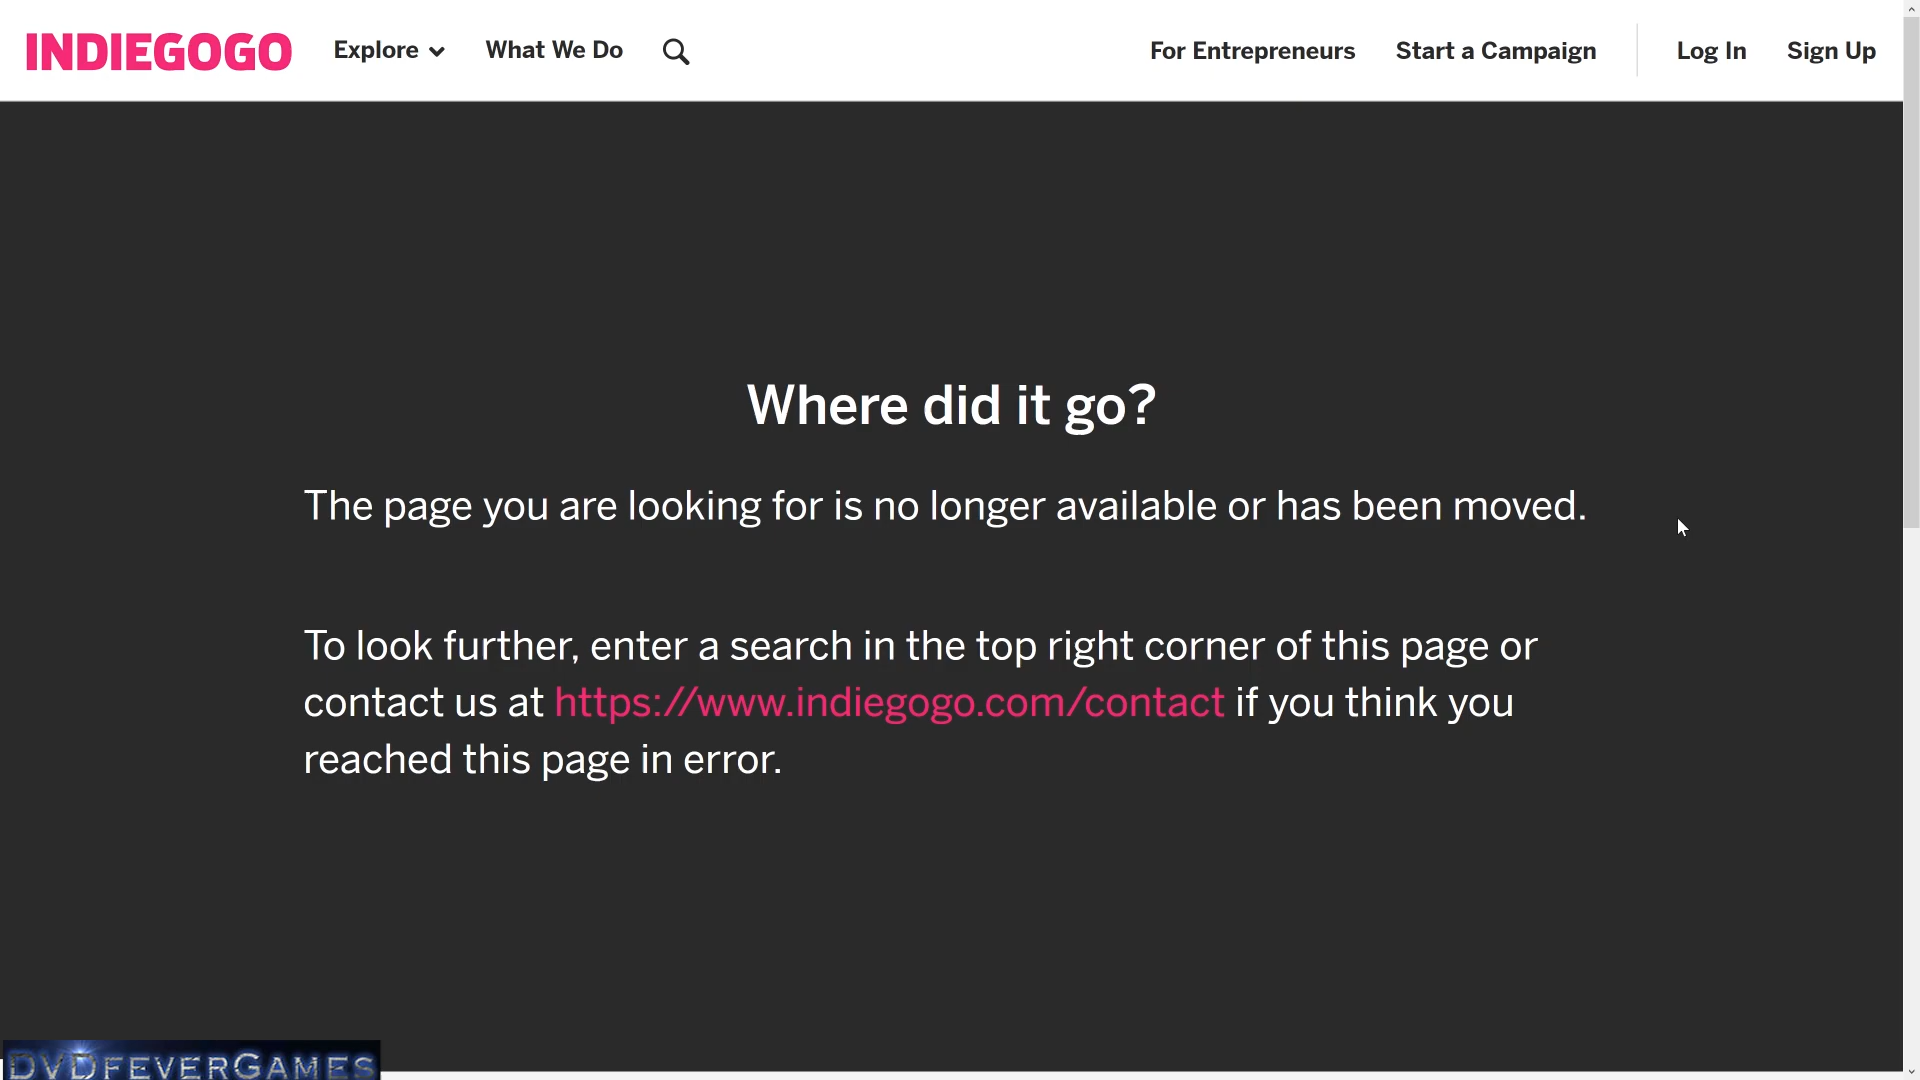 INDIEGOGO Explore What We Do For Entrepreneurs Start a Campaign Log In Sign Up
Where did it go?
The page you are looking for is no longer available or has been moved.
To look further, enter a search in the top right corner of this page or
contact us at https://www.indiegogo.com/contact if you think you
reached this page in error.
DVDFEVERGAMES